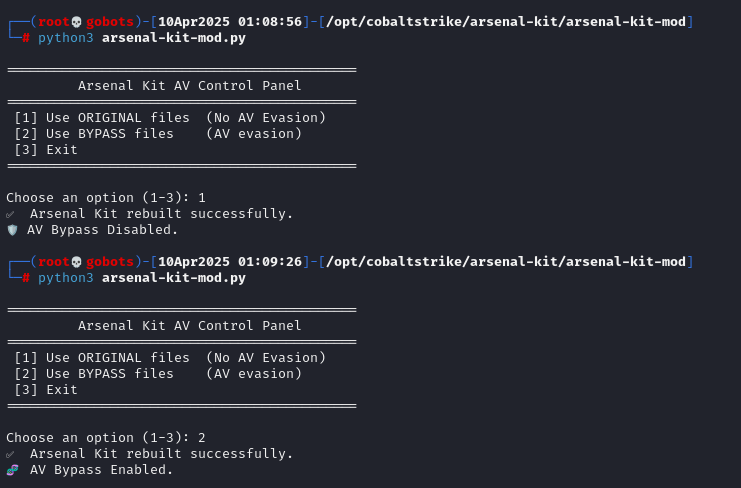 ┌──(root💀gobots)-[10Apr2025 01:08:56]-[/opt/cobaltstrike/arsenal-kit/arsenal-kit-mod]
└─# python3 arsenal-kit-mod.py
============================================
Arsenal Kit AV Control Panel
============================================
[1] Use ORIGINAL files  (No AV Evasion)
[2] Use BYPASS files    (AV evasion)
[3] Exit
============================================
Choose an option (1-3): 1
✅  Arsenal Kit rebuilt successfully.
🛡️ AV Bypass Disabled.
┌──(root💀gobots)-[10Apr2025 01:09:26]-[/opt/cobaltstrike/arsenal-kit/arsenal-kit-mod]
└─# python3 arsenal-kit-mod.py
============================================
Arsenal Kit AV Control Panel
============================================
[1] Use ORIGINAL files  (No AV Evasion)
[2] Use BYPASS files    (AV evasion)
[3] Exit
============================================
Choose an option (1-3): 2
✅  Arsenal Kit rebuilt successfully.
🧬 AV Bypass Enabled.